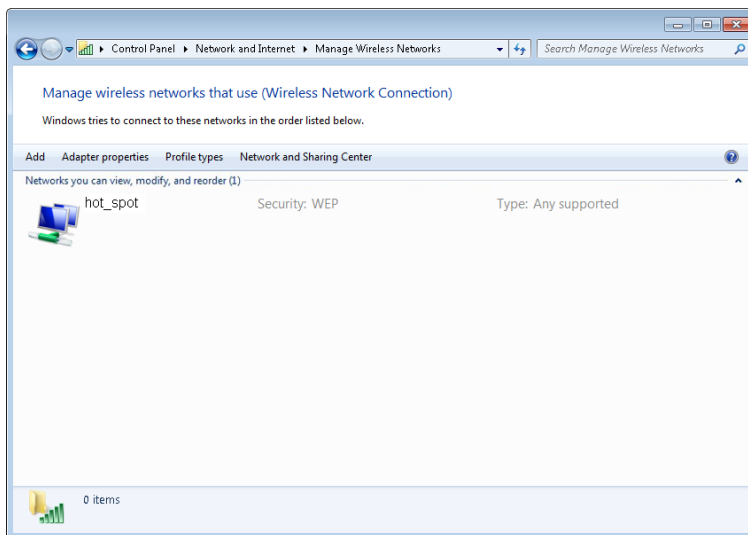 Control Panel Network and Internet Manage Wireless Networks Search Manage Wireless Networks
Manage wireless networks that use (Wireless Network Connection)
Windows tries to connect to these networks in the order listed below.
Add Adapter properties Profile types Network and Sharing Center
Networks you can view, modify, and reorder (1)
hot_spot Security: WEP Type: Any supported
0 items